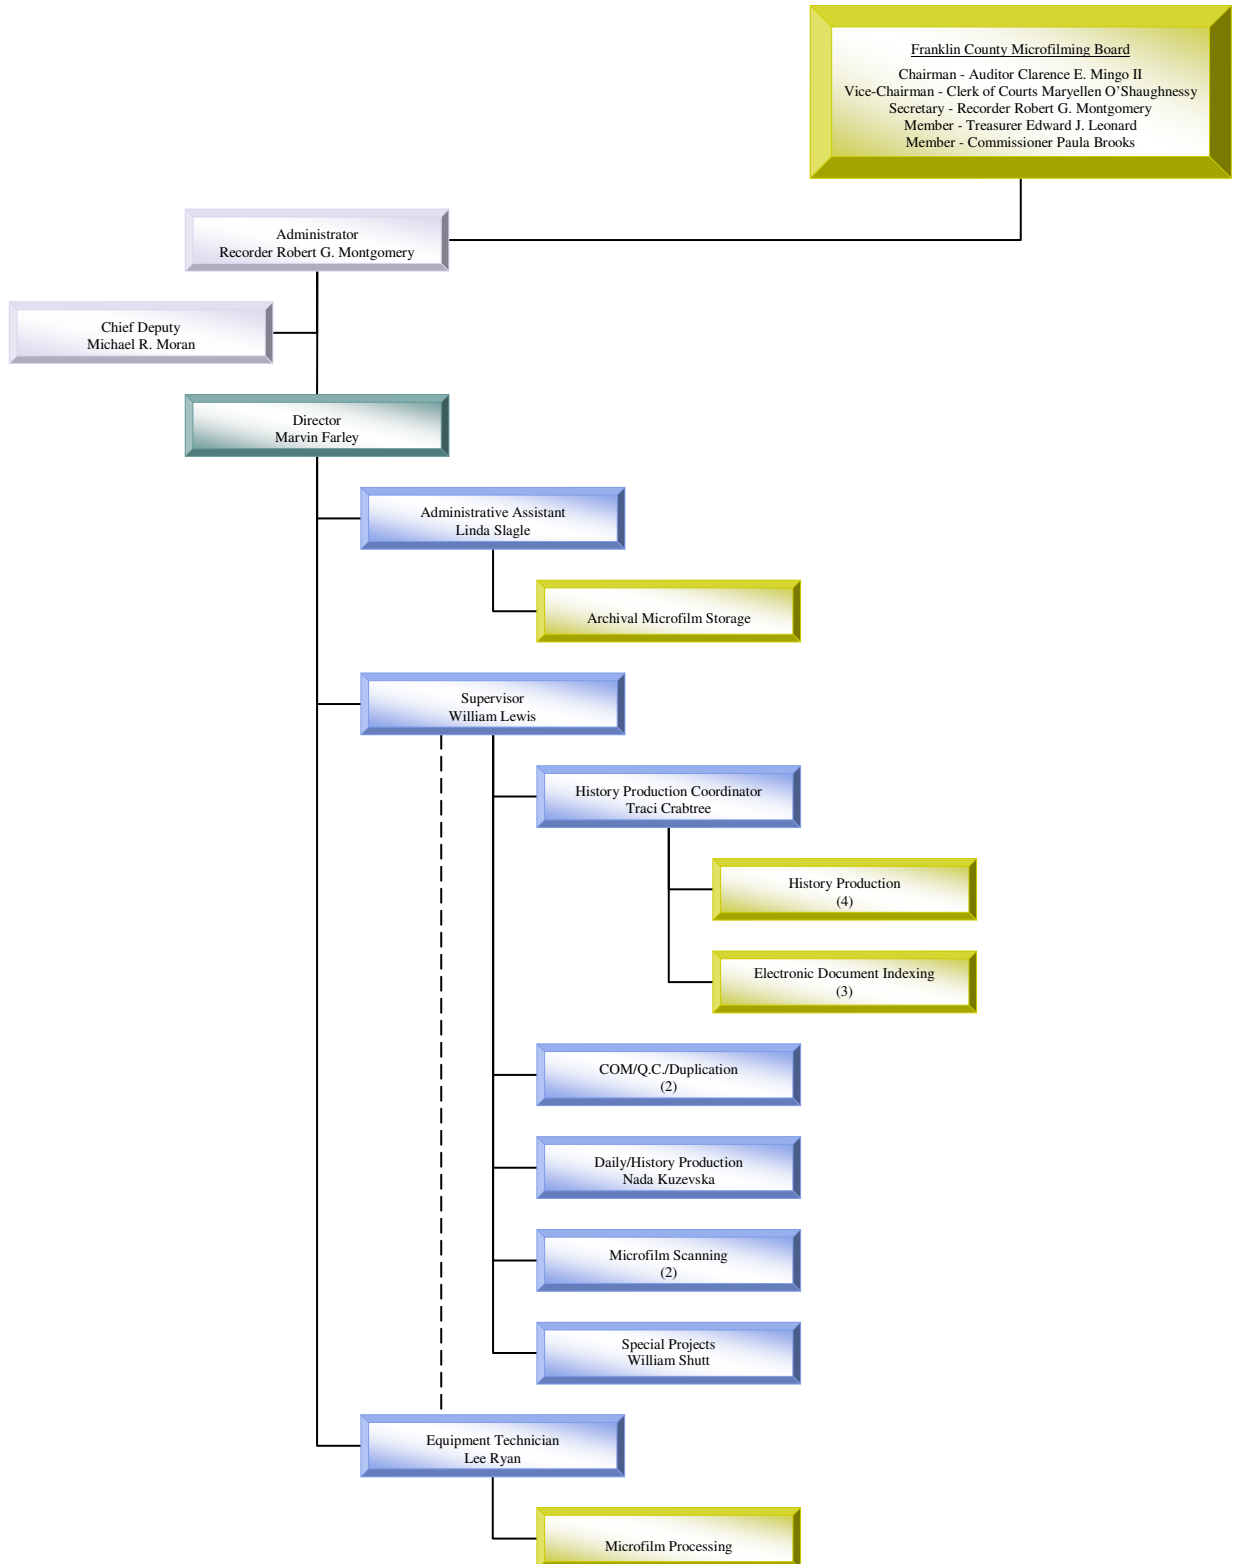 Franklin County Microfilming Board
Chairman - Auditor Clarence E. Mingo II
Vice-Chairman - Clerk of Courts Maryellen O’Shaughnessy
Secretary - Recorder Robert G. Montgomery
Member - Treasurer Edward J. Leonard
Member - Commissioner Paula Brooks
Administrator
Recorder Robert G. Montgomery
Chief Deputy
Michael R. Moran
Director
Marvin Farley
Administrative Assistant
Linda Slagle
Archival Microfilm Storage
Supervisor
William Lewis
History Production Coordinator
Traci Crabtree
History Production
(4)
Electronic Document Indexing
(3)
COM/Q.C./Duplication
(2)
Daily/History Production
Nada Kuzevska
Microfilm Scanning
(2)
Special Projects
William Shutt
Equipment Technician
Lee Ryan
Microfilm Processing